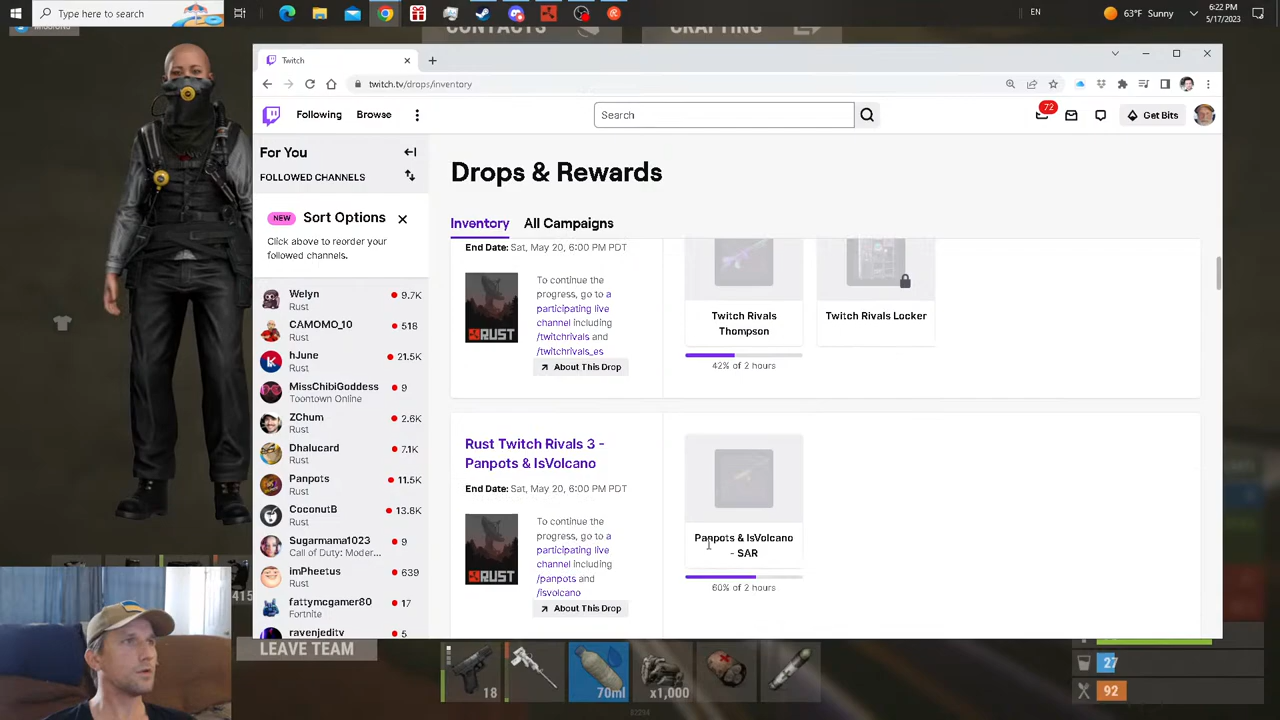 Type here to search
EN
63°F Sunny
6:22 PM
5/17/2023
CONTACTS
CRAFTING
Twitch
twitch.tv/drops/inventory
Following
Browse
Search
72
Get Bits
For You
FOLLOWED CHANNELS
NEW
Sort Options
Click above to reorder your
followed channels.
Welyn
9.7K
Rust
CAMOMO_10
518
Rust
hJune
21.5K
Rust
MissChibiGoddess
9
Toontown Online
ZChum
2.6K
Rust
Dhalucard
7.1K
Rust
Panpots
11.5K
Rust
CoconutB
13.8K
Rust
Sugarmama1023
9
Call of Duty: Moder...
imPheetus
639
Rust
fattymcgamer80
17
Fortnite
ravenjedity
5
Drops & Rewards
Inventory
All Campaigns
End Date: Sat, May 20, 6:00 PM PDT
To continue the
progress, go to a
participating live
channel including
/twitchrivals and
/twitchrivals_es
About This Drop
RUST
Twitch Rivals
Thompson
42% of 2 hours
Twitch Rivals Locker
Rust Twitch Rivals 3 -
Panpots & IsVolcano
End Date: Sat, May 20, 6:00 PM PDT
To continue the
progress, go to a
participating live
channel including
/panpots and
/isvolcano
About This Drop
RUST
Panpots & IsVolcano
- SAR
60% of 2 hours
415
LEAVE TEAM
18
70ml
x1,000
27
92